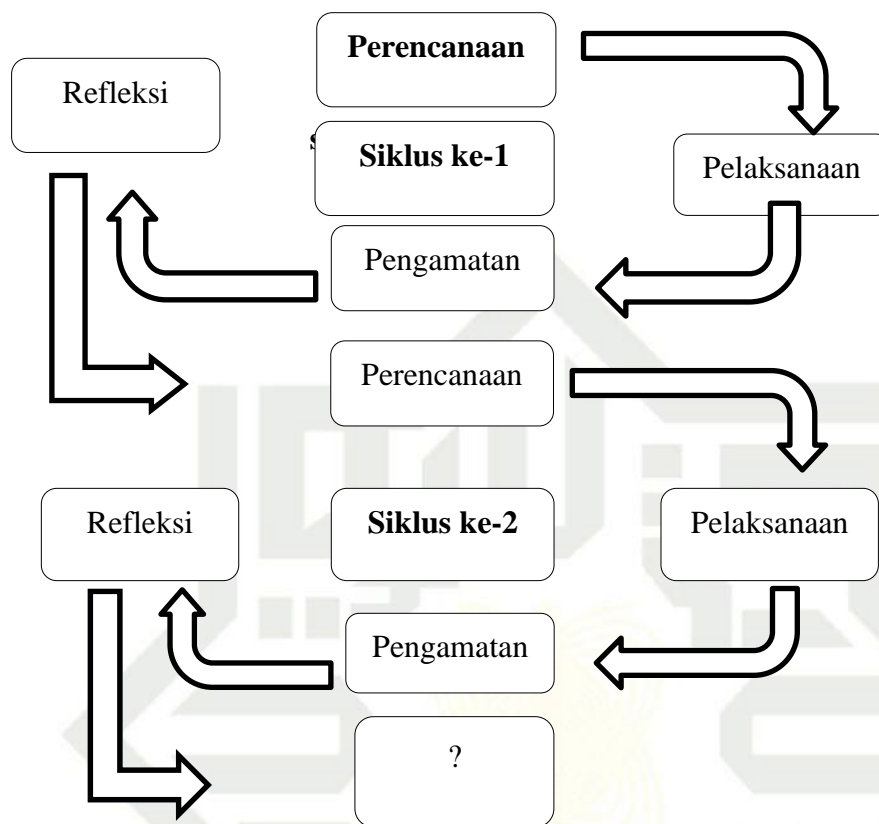 Perencanaan
Refleksi
Siklus ke-1
Pelaksanaan
Pengamatan
Perencanaan
Refleksi
Siklus ke-2
Pelaksanaan
Pengamatan
?